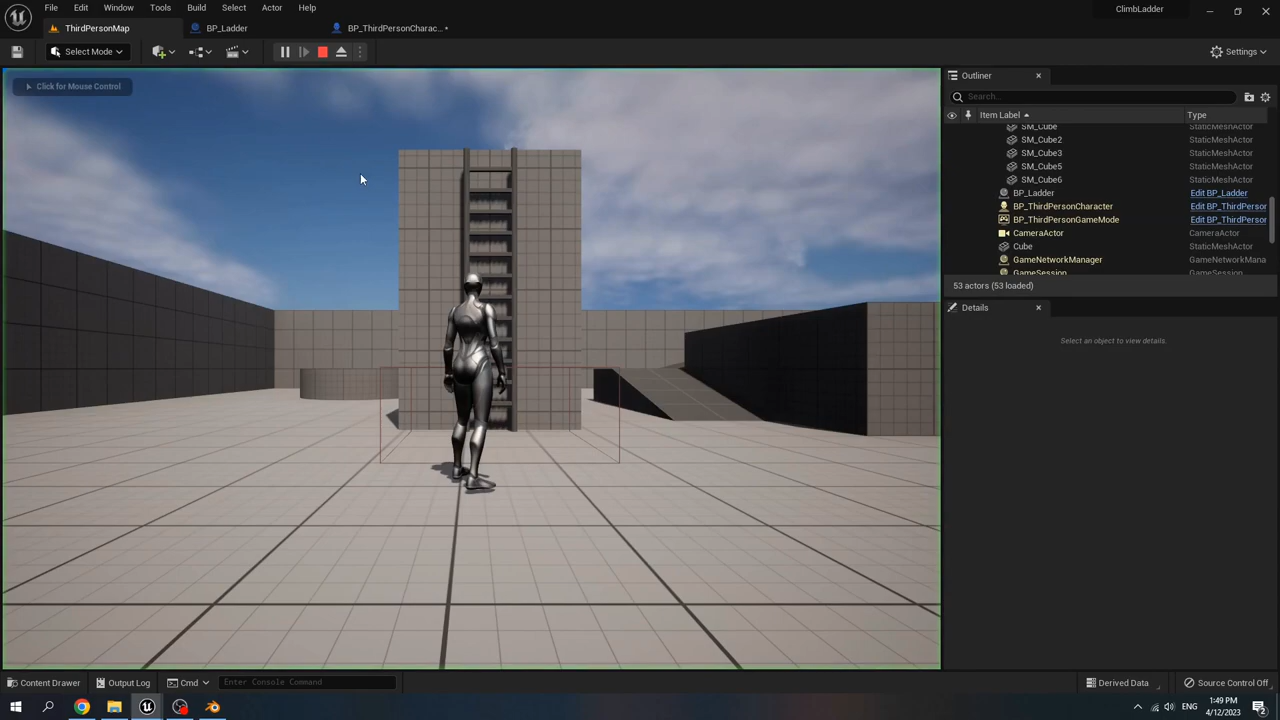 File Edit Window Tools Build Select Actor Help
ClimbLadder
ThirdPersonMap
BP_Ladder
BP_ThirdPersonCharac... •
Select Mode
Settings
Click for Mouse Control
Outliner
Search...
Item Label
Type
SM_Cube StaticMeshActor
SM_Cube2 StaticMeshActor
SM_Cube3 StaticMeshActor
SM_Cube5 StaticMeshActor
SM_Cube6 StaticMeshActor
BP_Ladder Edit BP_Ladder
BP_ThirdPersonCharacter Edit BP_ThirdPersor
BP_ThirdPersonGameMode Edit BP_ThirdPersor
CameraActor CameraActor
Cube StaticMeshActor
GameNetworkManager GameNetworkMana
GameSession GameSession
53 actors (53 loaded)
Details
Select an object to view details.
Content Drawer
Output Log
Cmd
Enter Console Command
Derived Data
Source Control Off
ENG
1:49 PM
4/12/2023